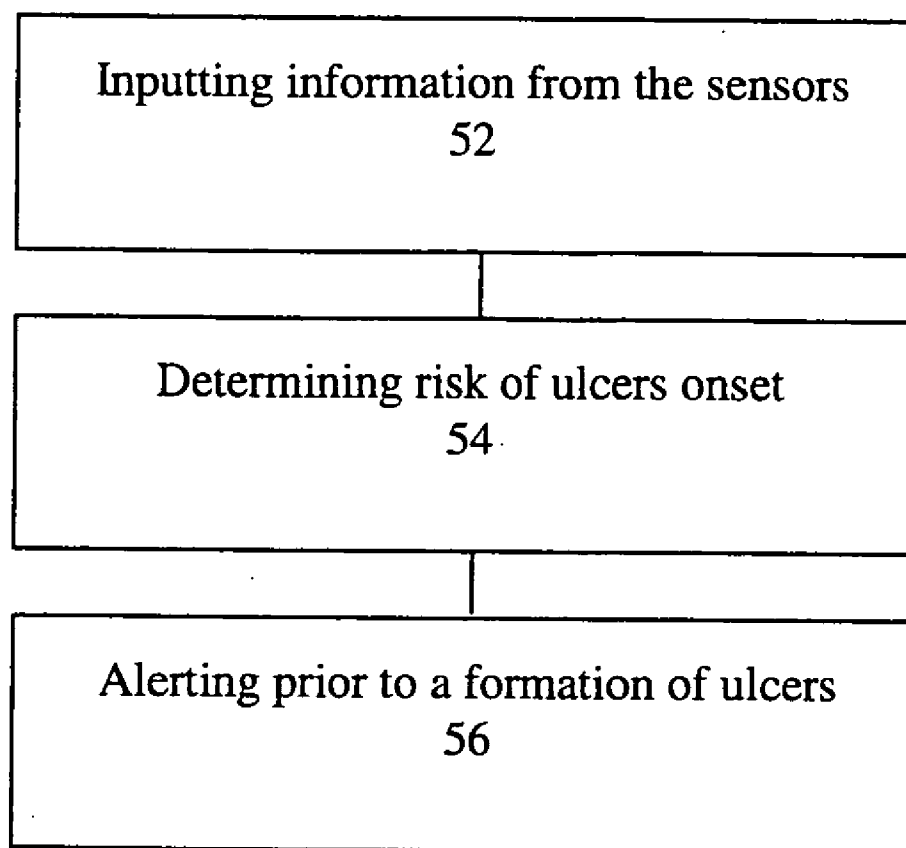 Inputting information from the sensors
52
Determining risk of ulcers onset
54
Alerting prior to a formation of ulcers
56